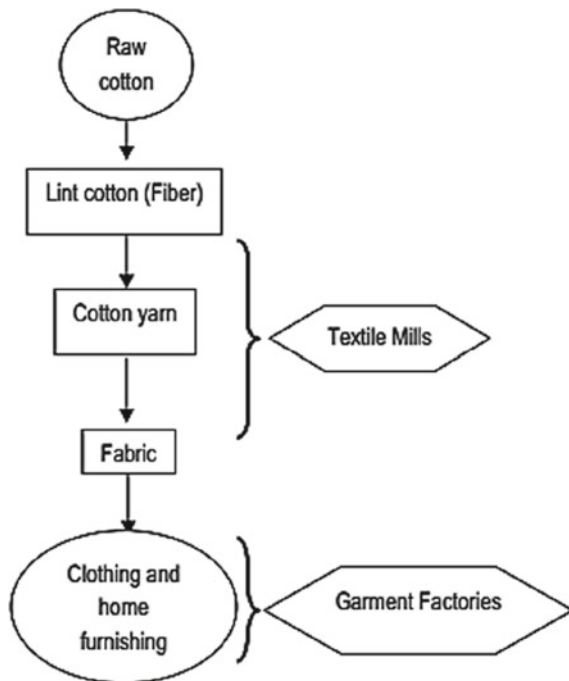 Raw
cotton
Lint cotton (Fiber)
Cotton yarn
Textile Mills
Fabric
Clothing and
home
furnishing
Garment Factories